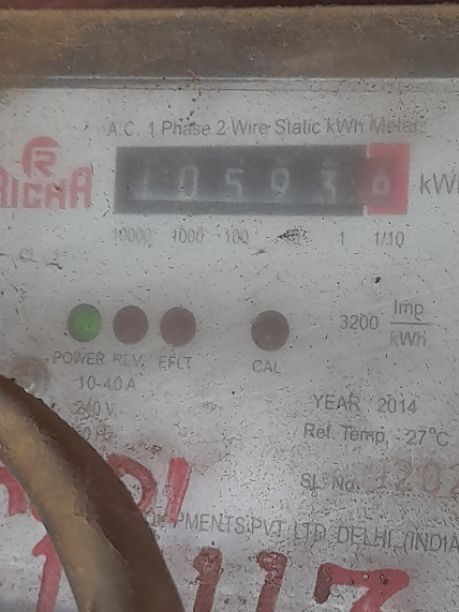 A.C. 1 Phase 2 Wire Static kWh Meter
RICHA
1 0 5 9 3 6 kWh
10000 1000 100 1 1/10
3200 Imp/kWh
POWER REV. EFLT CAL
10-40 A
240 V
YEAR 2014
Ref. Temp. 27°C
SL. No.
PVT. LTD. DELHI (INDIA